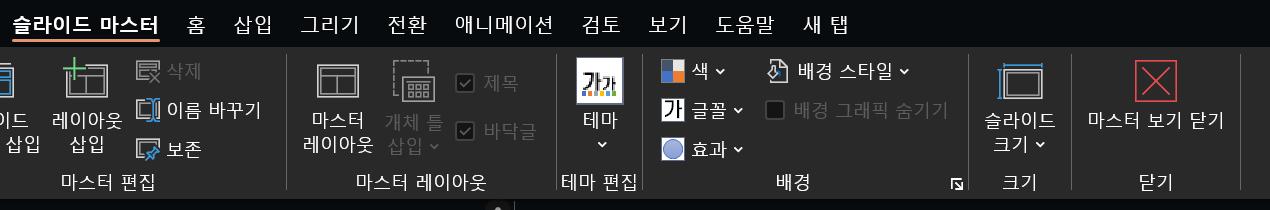 슬라이드 마스터 홈 삽입 그리기 전환 애니메이션 검토 보기 도움말 새 탭
이드
삽입
레이아웃
삽입
삭제
이름 바꾸기
보존
마스터 편집
마스터
레이아웃
개체 틀
삽입
제목
바닥글
마스터 레이아웃
가가
테마
테마 편집
색
가 글꼴
효과
배경 스타일
배경 그래픽 숨기기
배경
슬라이드
크기
크기
마스터 보기 닫기
닫기